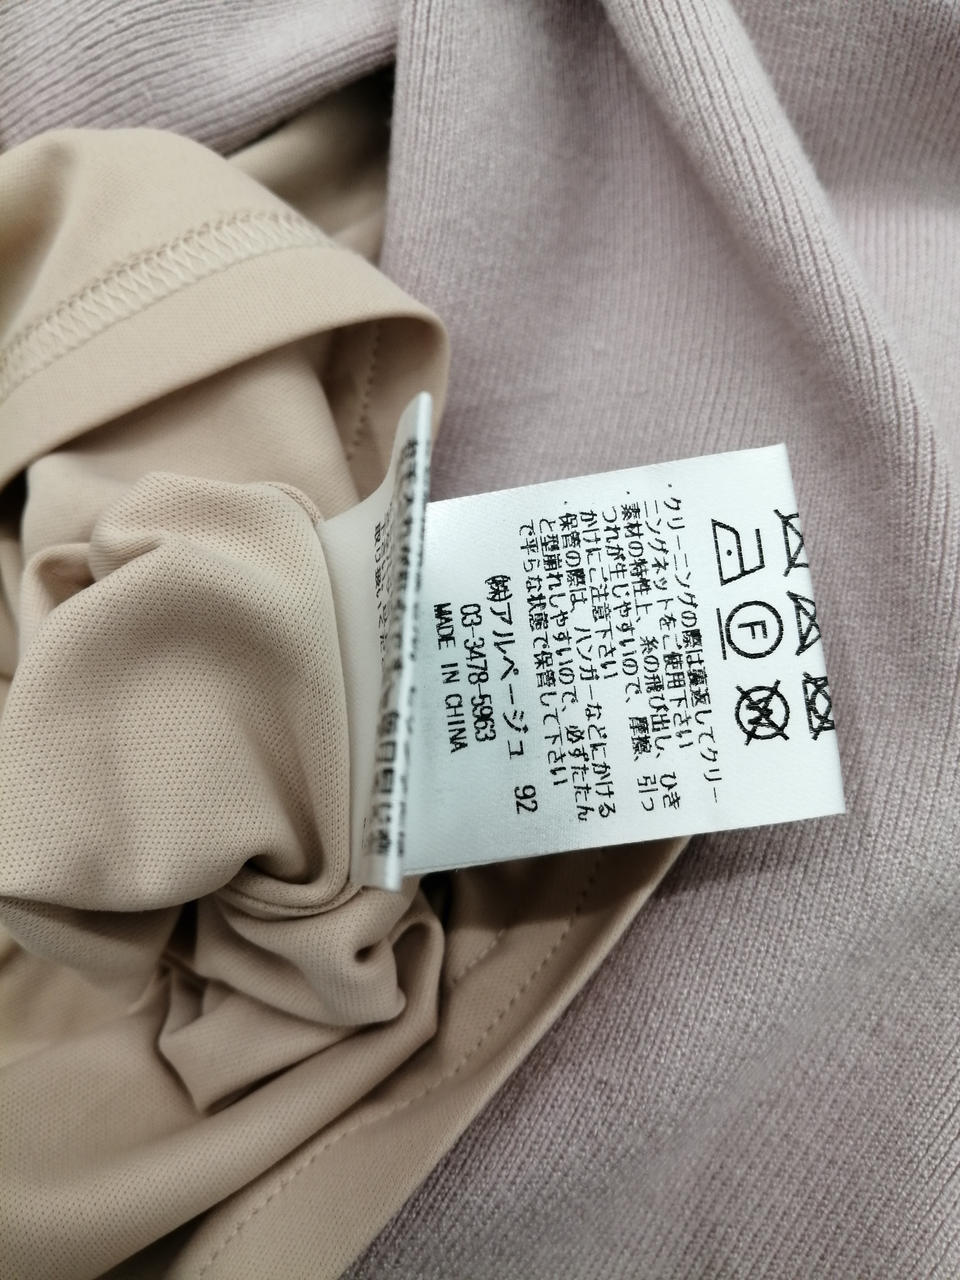 F
W
・クリーニングの際は裏返してクリー
ニングネットをご使用下さい
・素材の特性上、糸の飛び出し、ひき
つれが生じやすいので、摩擦、引っ
かけにご注意下さい
・保管の際は、ハンガーなどにかける
と型崩れしやすいので、必ずたたん
で平らな状態で保管して下さい
92
㈱アルページュ
03-3478-5963
MADE IN CHINA